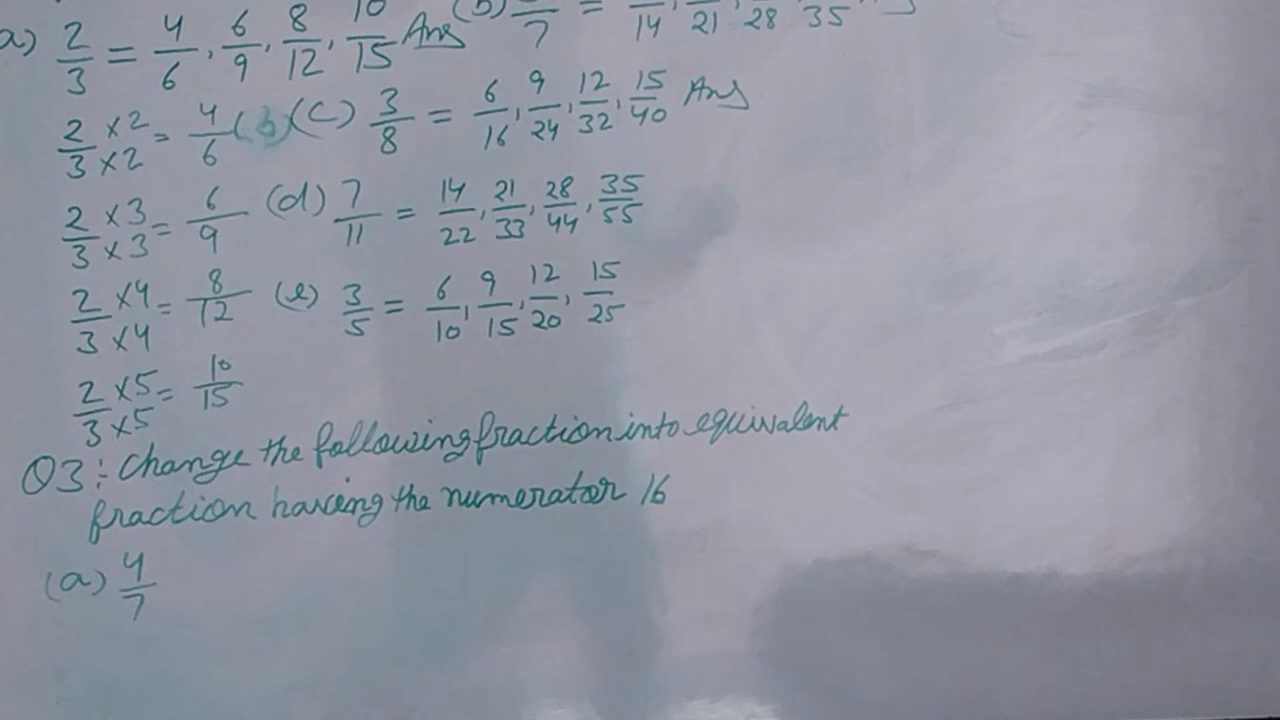 a) 2/3 = 4/6, 6/9, 8/12, 10/15 Ans (b) /7 = /14, /21, /28, /35
2/3 ×2/×2 = 4/6 (b) (c) 3/8 = 6/16, 9/24, 12/32, 15/40 Ans
2/3 ×3/×3 = 6/9 (d) 7/11 = 14/22, 21/33, 28/44, 35/55
2/3 ×4/×4 = 8/12 (e) 3/5 = 6/10, 9/15, 12/20, 15/25
2/3 ×5/×5 = 10/15
Q3: Change the following fraction into equivalent
fraction having the numerator 16
(a) 4/7